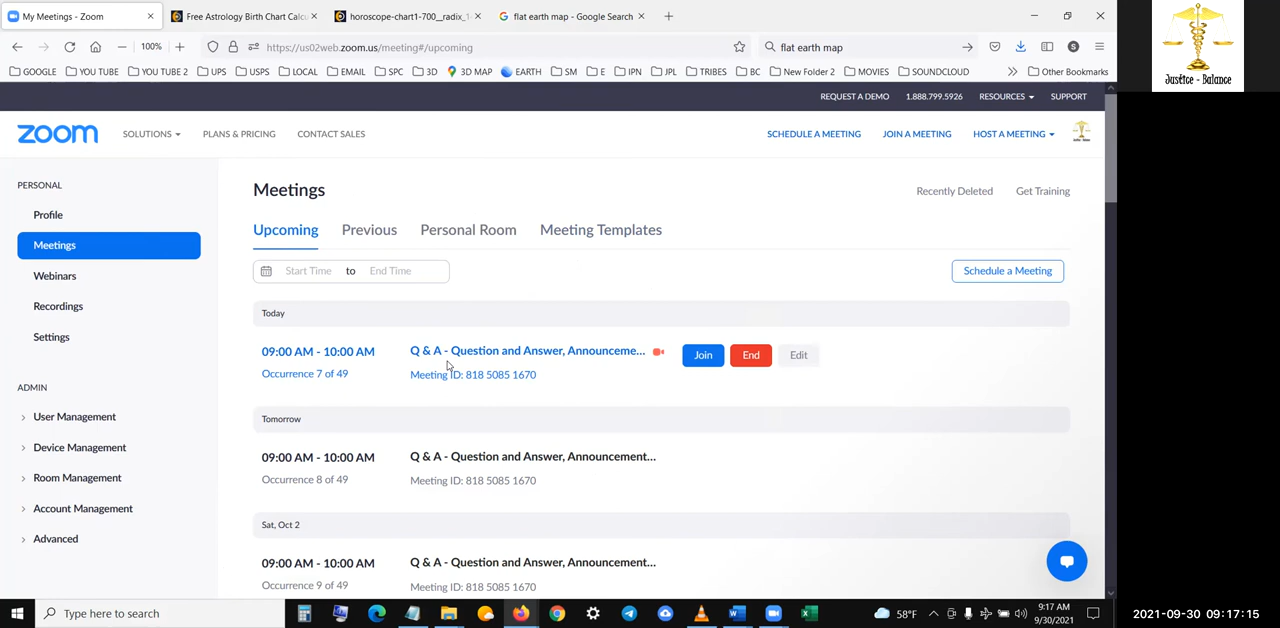 My Meetings - Zoom
Free Astrology Birth Chart Calcu
horoscope-chart1-700__radix_1
flat earth map - Google Search
100%
https://us02web.zoom.us/meeting#/upcoming
flat earth map
GOOGLE
YOU TUBE
YOU TUBE 2
UPS
USPS
LOCAL
EMAIL
SPC
3D
3D MAP
EARTH
SM
E
IPN
JPL
TRIBES
BC
New Folder 2
MOVIES
SOUNDCLOUD
Other Bookmarks
Justice - Balance
REQUEST A DEMO
1.888.799.5926
RESOURCES
SUPPORT
zoom
SOLUTIONS
PLANS & PRICING
CONTACT SALES
SCHEDULE A MEETING
JOIN A MEETING
HOST A MEETING
PERSONAL
Profile
Meetings
Webinars
Recordings
Settings
ADMIN
User Management
Device Management
Room Management
Account Management
Advanced
Meetings
Recently Deleted
Get Training
Upcoming
Previous
Personal Room
Meeting Templates
Start Time to End Time
Schedule a Meeting
Today
09:00 AM - 10:00 AM
Q & A - Question and Answer, Announceme...
Join
End
Edit
Occurrence 7 of 49
Meeting ID: 818 5085 1670
Tomorrow
09:00 AM - 10:00 AM
Q & A - Question and Answer, Announcement...
Occurrence 8 of 49
Meeting ID: 818 5085 1670
Sat, Oct 2
09:00 AM - 10:00 AM
Q & A - Question and Answer, Announcement...
Occurrence 9 of 49
Meeting ID: 818 5085 1670
Type here to search
58°F
9:17 AM
9/30/2021
2021-09-30 09:17:15